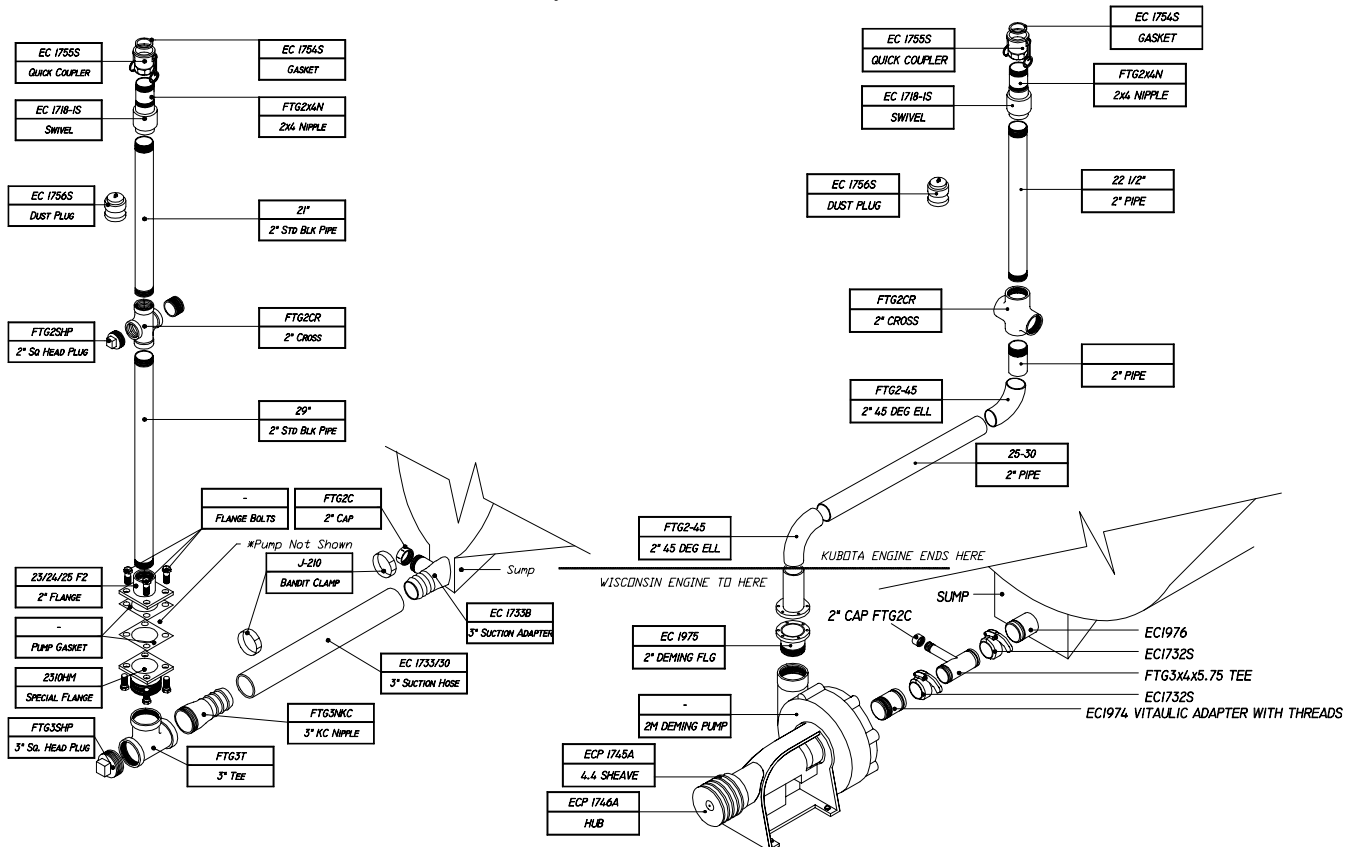 EC 1755S
QUICK COUPLER
EC 1754S
GASKET
EC 1718-1S
SWIVEL
FTG2x4N
2x4 NIPPLE
EC 1756S
DUST PLUG
21"
2" STD BLK PIPE
FTG2SHP
2" SQ HEAD PLUG
FTG2CR
2" CROSS
29"
2" STD BLK PIPE
-
FLANGE BOLTS
FTG2C
2" CAP
*Pump Not Shown
J-210
BANDIT CLAMP
Sump
23/24/25 F2
2" FLANGE
-
PUMP GASKET
2310HM
SPECIAL FLANGE
EC 1733B
3" SUCTION ADAPTER
EC 1733/30
3" SUCTION HOSE
FTG3NKC
3" KC NIPPLE
FTG3SHP
3" SQ. HEAD PLUG
FTG3T
3" TEE
EC 1755S
QUICK COUPLER
EC 1754S
GASKET
FTG2X4N
2x4 NIPPLE
EC 1718-1S
SWIVEL
EC 1756S
DUST PLUG
22 1/2"
2" PIPE
FTG2CR
2" CROSS
2" PIPE
FTG2-45
2" 45 DEG ELL
25-30
2" PIPE
FTG2-45
2" 45 DEG ELL
KUBOTA ENGINE ENDS HERE
WISCONSIN ENGINE TO HERE
SUMP
2" CAP FTG2C
EC 1975
2" DEMING FLG
EC1976
EC1732S
FTG3x4x5.75 TEE
EC1732S
EC1974 VITAULIC ADAPTER WITH THREADS
-
2M DEMING PUMP
ECP 1745A
4.4 SHEAVE
ECP 1746A
HUB